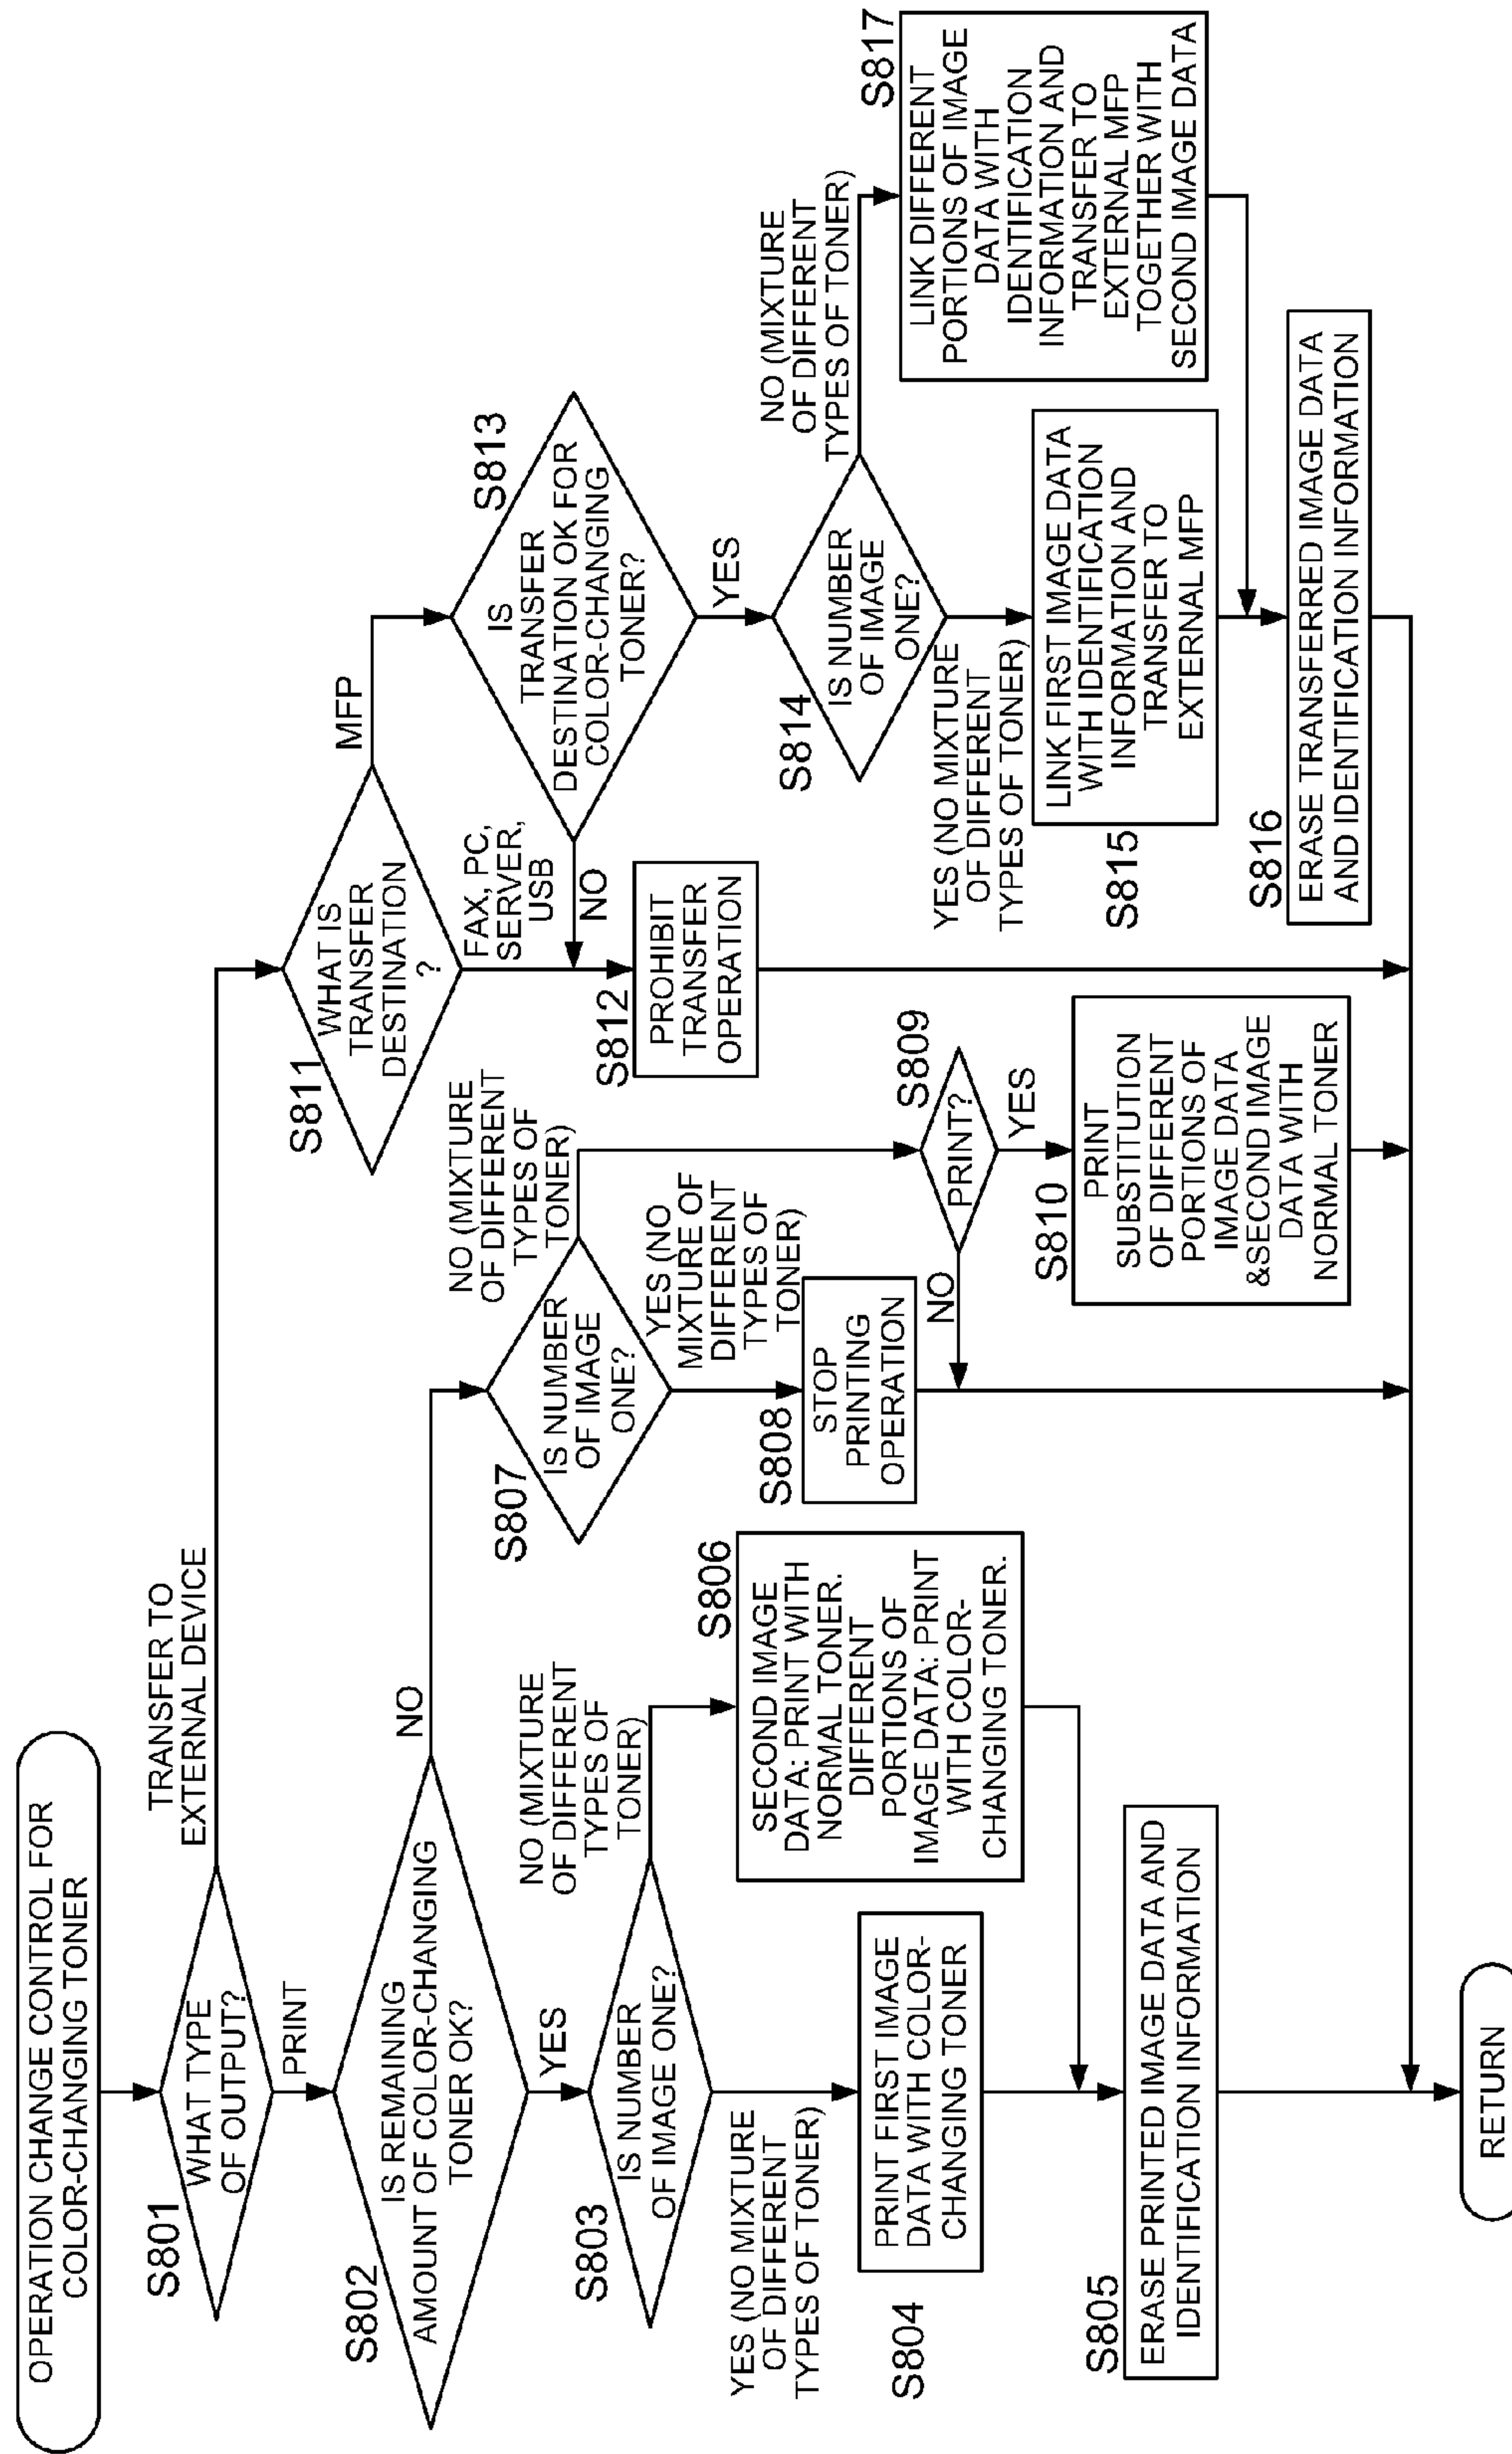 OPERATION CHANGE CONTROL FOR
COLOR-CHANGING TONER
S801
WHAT TYPE
OF OUTPUT?
TRANSFER TO
EXTERNAL DEVICE
PRINT
S802
IS REMAINING
AMOUNT OF COLOR-CHANGING
TONER OK?
NO
YES
S803
IS NUMBER
OF IMAGE ONE?
NO (MIXTURE
OF DIFFERENT
TYPES OF
TONER)
YES (NO MIXTURE
OF DIFFERENT
TYPES OF TONER)
S804
PRINT FIRST IMAGE
DATA WITH COLOR-
CHANGING TONER
S806
SECOND IMAGE
DATA: PRINT WITH
NORMAL TONER.
DIFFERENT
PORTIONS OF
IMAGE DATA: PRINT
WITH COLOR-
CHANGING TONER.
S805
ERASE PRINTED IMAGE DATA AND
IDENTIFICATION INFORMATION
S807
IS NUMBER
OF IMAGE
ONE?
NO (MIXTURE
OF DIFFERENT
TYPES OF
TONER)
YES (NO
MIXTURE OF
DIFFERENT
TYPES OF
TONER)
S808
STOP
PRINTING
OPERATION
S809
PRINT?
NO
YES
S810
PRINT
SUBSTITUTION
OF DIFFERENT
PORTIONS OF
IMAGE DATA
&SECOND IMAGE
DATA WITH
NORMAL TONER
S811
WHAT IS
TRANSFER
DESTINATION
?
MFP
FAX, PC,
SERVER,
USB
S812
PROHIBIT
TRANSFER
OPERATION
S813
IS
TRANSFER
DESTINATION OK FOR
COLOR-CHANGING
TONER?
NO
YES
S814
IS NUMBER
OF IMAGE
ONE?
NO (MIXTURE
OF DIFFERENT
TYPES OF TONER)
YES (NO MIXTURE
OF DIFFERENT
TYPES OF TONER)
S815
LINK FIRST IMAGE DATA
WITH IDENTIFICATION
INFORMATION AND
TRANSFER TO
EXTERNAL MFP
S817
LINK DIFFERENT
PORTIONS OF IMAGE
DATA WITH
IDENTIFICATION
INFORMATION AND
TRANSFER TO
EXTERNAL MFP
TOGETHER WITH
SECOND IMAGE DATA
S816
ERASE TRANSFERRED IMAGE DATA
AND IDENTIFICATION INFORMATION
RETURN